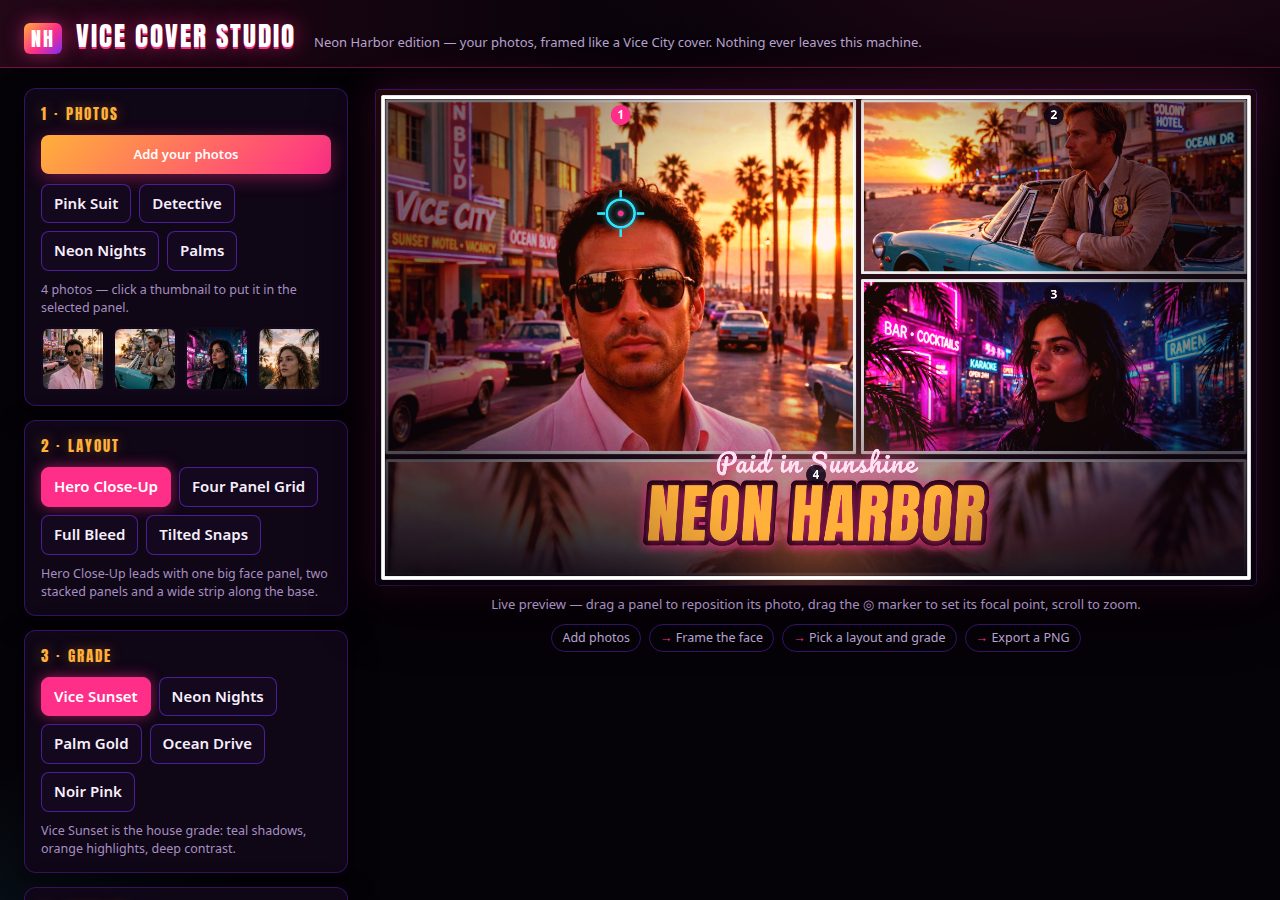 NH VICE COVER STUDIO Neon Harbor edition — your photos, framed like a Vice City cover. Nothing ever leaves this machine.
1 · PHOTOS
Add your photos
Pink Suit Detective
Neon Nights Palms
4 photos — click a thumbnail to put it in the
selected panel.
2 · LAYOUT
Hero Close-Up Four Panel Grid
Full Bleed Tilted Snaps
Hero Close-Up leads with one big face panel, two
stacked panels and a wide strip along the base.
3 · GRADE
Vice Sunset Neon Nights
Palm Gold Ocean Drive
Noir Pink
Vice Sunset is the house grade: teal shadows,
orange highlights, deep contrast.
1
NBLVD
VICE CITY
SUNSET MOTEL • VACANCY
OCEAN BLVD
2
COLONY
HOTEL
OCEAN DR
3
BAR • COCKTAILS
KARAOKE
OPEN 24H
RAMEN
Paid in Sunshine
4
NEON HARBOR
Live preview — drag a panel to reposition its photo, drag the ◎ marker to set its focal point, scroll to zoom.
Add photos → Frame the face → Pick a layout and grade → Export a PNG